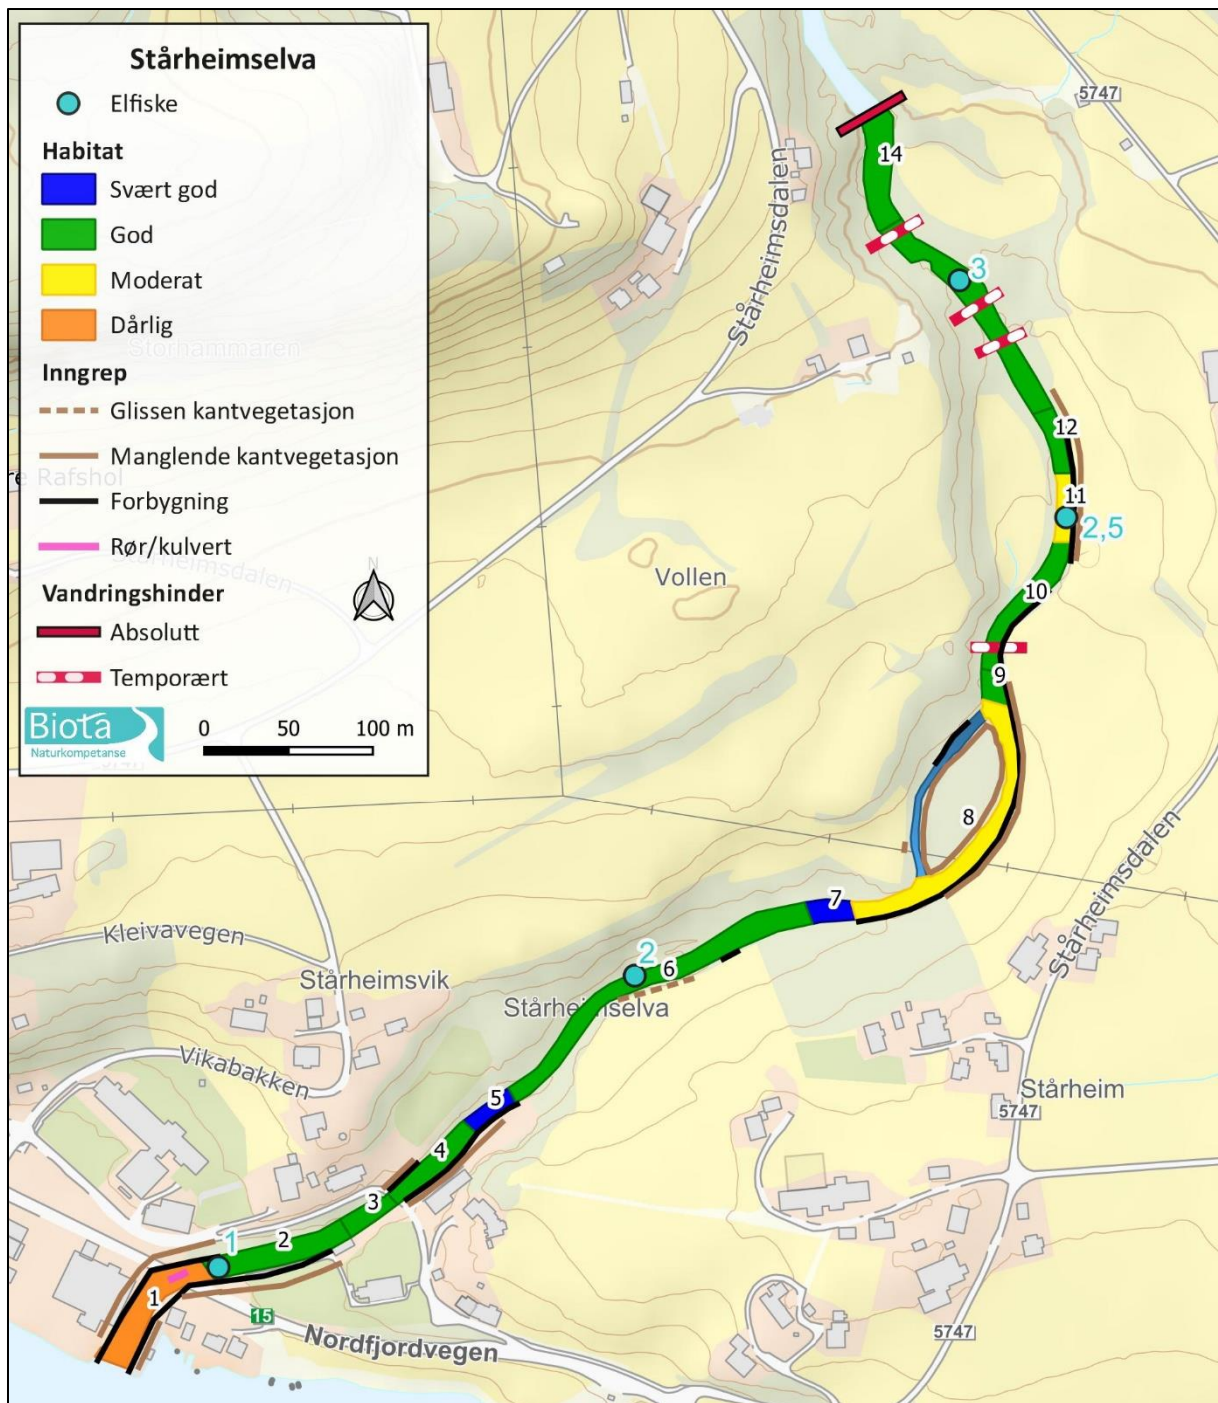 Stårheimselva
Elfiske
Habitat
Svært god
God
Moderat
Dårlig
Storhammaren
Inngrep
Glissen kantvegetasjon
Manglende kantvegetasjon
re Rafshol
Forbygning
Rør/kulvert
Stårheimsdalen
N
Vandringshinder
Absolutt
Temporært
Biota
Naturkompetanse
0 50 100 m
5747
5747
14
Stårheimsdalen
3
12
11
2,5
Vollen
10
9
8
Stårheimsdalen
7
Kleivavegen
2
6
Stårheimsvik
Stårheimselva
Vikabakken
5
Stårheim
5747
4
3
1
2
1
15
Nordfjordvegen
5747